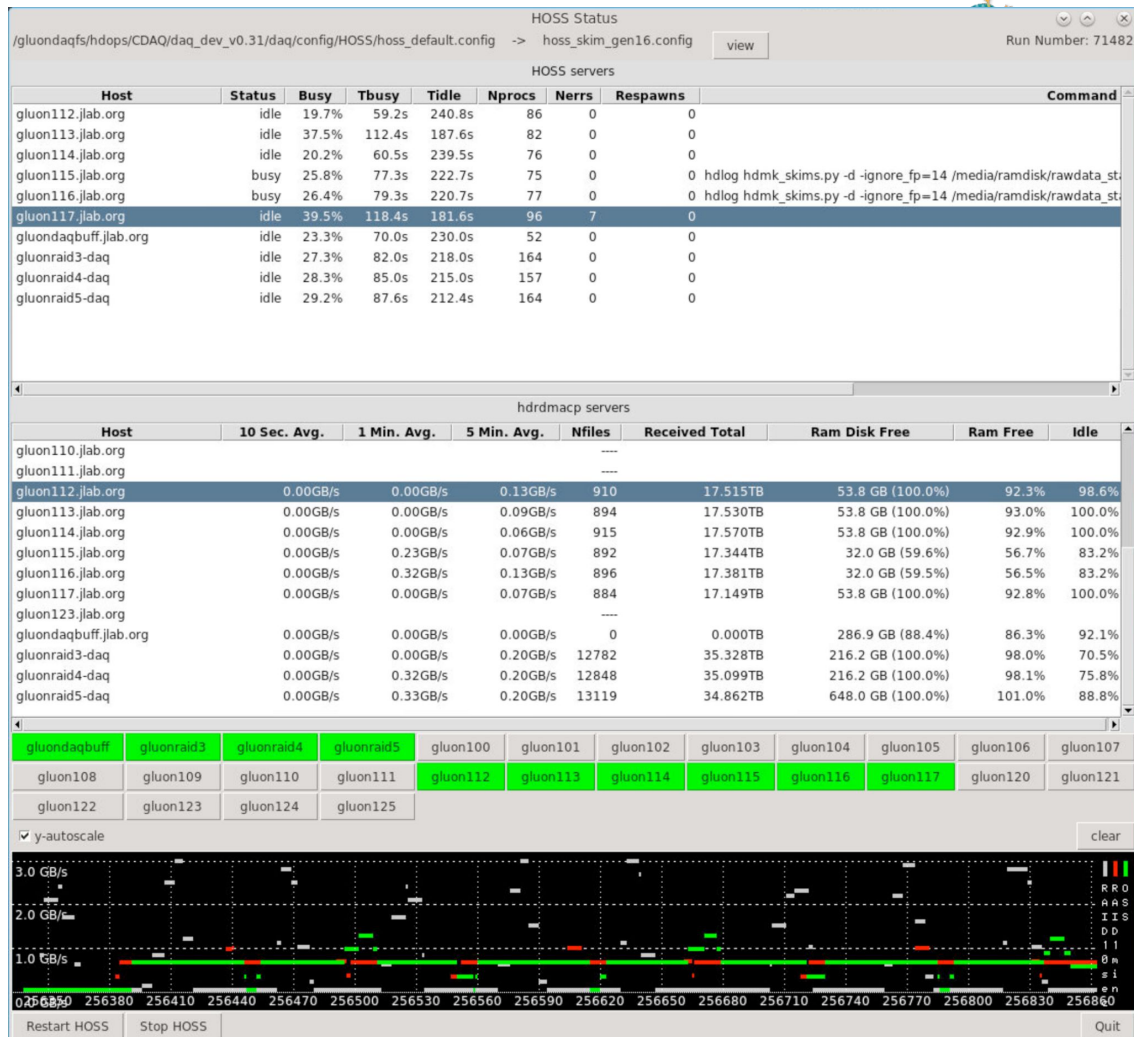 HOSS Status
/gluondaqfs/hdops/CDAQ/daq_dev_v0.31/daq/config/HOSS/hoss_default.config -> hoss_skim_gen16.config view Run Number: 71482
HOSS servers
Host Status Busy Tbusy Tidle Nprocs Nerrs Respawns Command
gluon112.jlab.org idle 19.7% 59.2s 240.8s 86 0 0
gluon113.jlab.org idle 37.5% 112.4s 187.6s 82 0 0
gluon114.jlab.org idle 20.2% 60.5s 239.5s 76 0 0
gluon115.jlab.org busy 25.8% 77.3s 222.7s 75 0 0 hdlog hdmk_skims.py -d -ignore_fp=14 /media/ramdisk/rawdata_sta
gluon116.jlab.org busy 26.4% 79.3s 220.7s 77 0 0 hdlog hdmk_skims.py -d -ignore_fp=14 /media/ramdisk/rawdata_sta
gluon117.jlab.org idle 39.5% 118.4s 181.6s 96 7 0
gluondaqbuff.jlab.org idle 23.3% 70.0s 230.0s 52 0 0
gluonraid3-daq idle 27.3% 82.0s 218.0s 164 0 0
gluonraid4-daq idle 28.3% 85.0s 215.0s 157 0 0
gluonraid5-daq idle 29.2% 87.6s 212.4s 164 0 0
hdrdmacp servers
Host 10 Sec. Avg. 1 Min. Avg. 5 Min. Avg. Nfiles Received Total Ram Disk Free Ram Free Idle
gluon110.jlab.org ----
gluon111.jlab.org ----
gluon112.jlab.org 0.00GB/s 0.00GB/s 0.13GB/s 910 17.515TB 53.8 GB (100.0%) 92.3% 98.6%
gluon113.jlab.org 0.00GB/s 0.00GB/s 0.09GB/s 894 17.530TB 53.8 GB (100.0%) 93.0% 100.0%
gluon114.jlab.org 0.00GB/s 0.00GB/s 0.06GB/s 915 17.570TB 53.8 GB (100.0%) 92.9% 100.0%
gluon115.jlab.org 0.00GB/s 0.23GB/s 0.07GB/s 892 17.344TB 32.0 GB (59.6%) 56.7% 83.2%
gluon116.jlab.org 0.00GB/s 0.32GB/s 0.13GB/s 896 17.381TB 32.0 GB (59.5%) 56.5% 83.2%
gluon117.jlab.org 0.00GB/s 0.00GB/s 0.07GB/s 884 17.149TB 53.8 GB (100.0%) 92.8% 100.0%
gluon123.jlab.org ----
gluondaqbuff.jlab.org 0.00GB/s 0.00GB/s 0.00GB/s 0 0.000TB 286.9 GB (88.4%) 86.3% 92.1%
gluonraid3-daq 0.00GB/s 0.00GB/s 0.20GB/s 12782 35.328TB 216.2 GB (100.0%) 98.0% 70.5%
gluonraid4-daq 0.00GB/s 0.32GB/s 0.20GB/s 12848 35.099TB 216.2 GB (100.0%) 98.1% 75.8%
gluonraid5-daq 0.00GB/s 0.33GB/s 0.20GB/s 13119 34.862TB 648.0 GB (100.0%) 101.0% 88.8%
gluondaqbuff gluonraid3 gluonraid4 gluonraid5 gluon100 gluon101 gluon102 gluon103 gluon104 gluon105 gluon106 gluon107
gluon108 gluon109 gluon110 gluon111 gluon112 gluon113 gluon114 gluon115 gluon116 gluon117 gluon120 gluon121
gluon122 gluon123 gluon124 gluon125
y-autoscale clear
3.0 GB/s
R R O
A A S
2.0 GB/s I I S
D D
1 1
1.0 GB/s 0 m
s i
e n
0.0 GB/s 256380 256410 256440 256470 256500 256530 256560 256590 256620 256650 256680 256710 256740 256770 256800 256830 256860
Restart HOSS Stop HOSS Quit